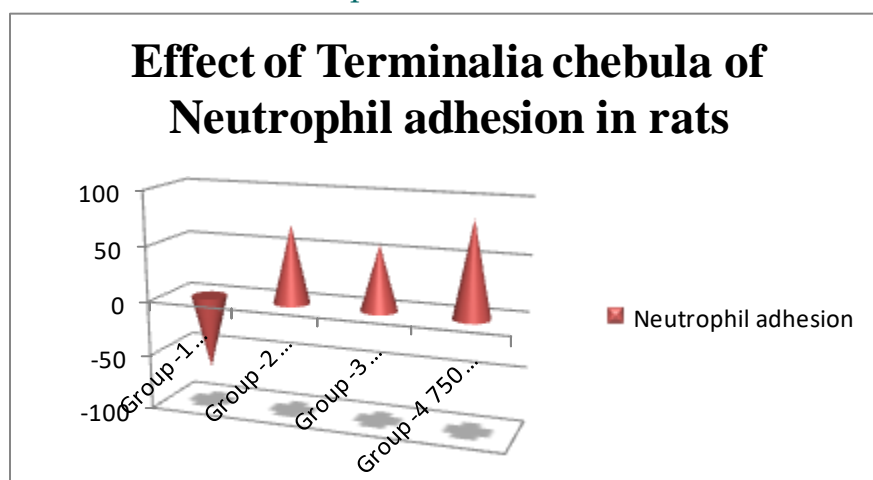 Effect of Terminalia chebula of
Neutrophil adhesion in rats
100
50
0
-50
-100
Group -1...
Group -2...
Group -3...
Group -4 750 ...
Neutrophil adhesion